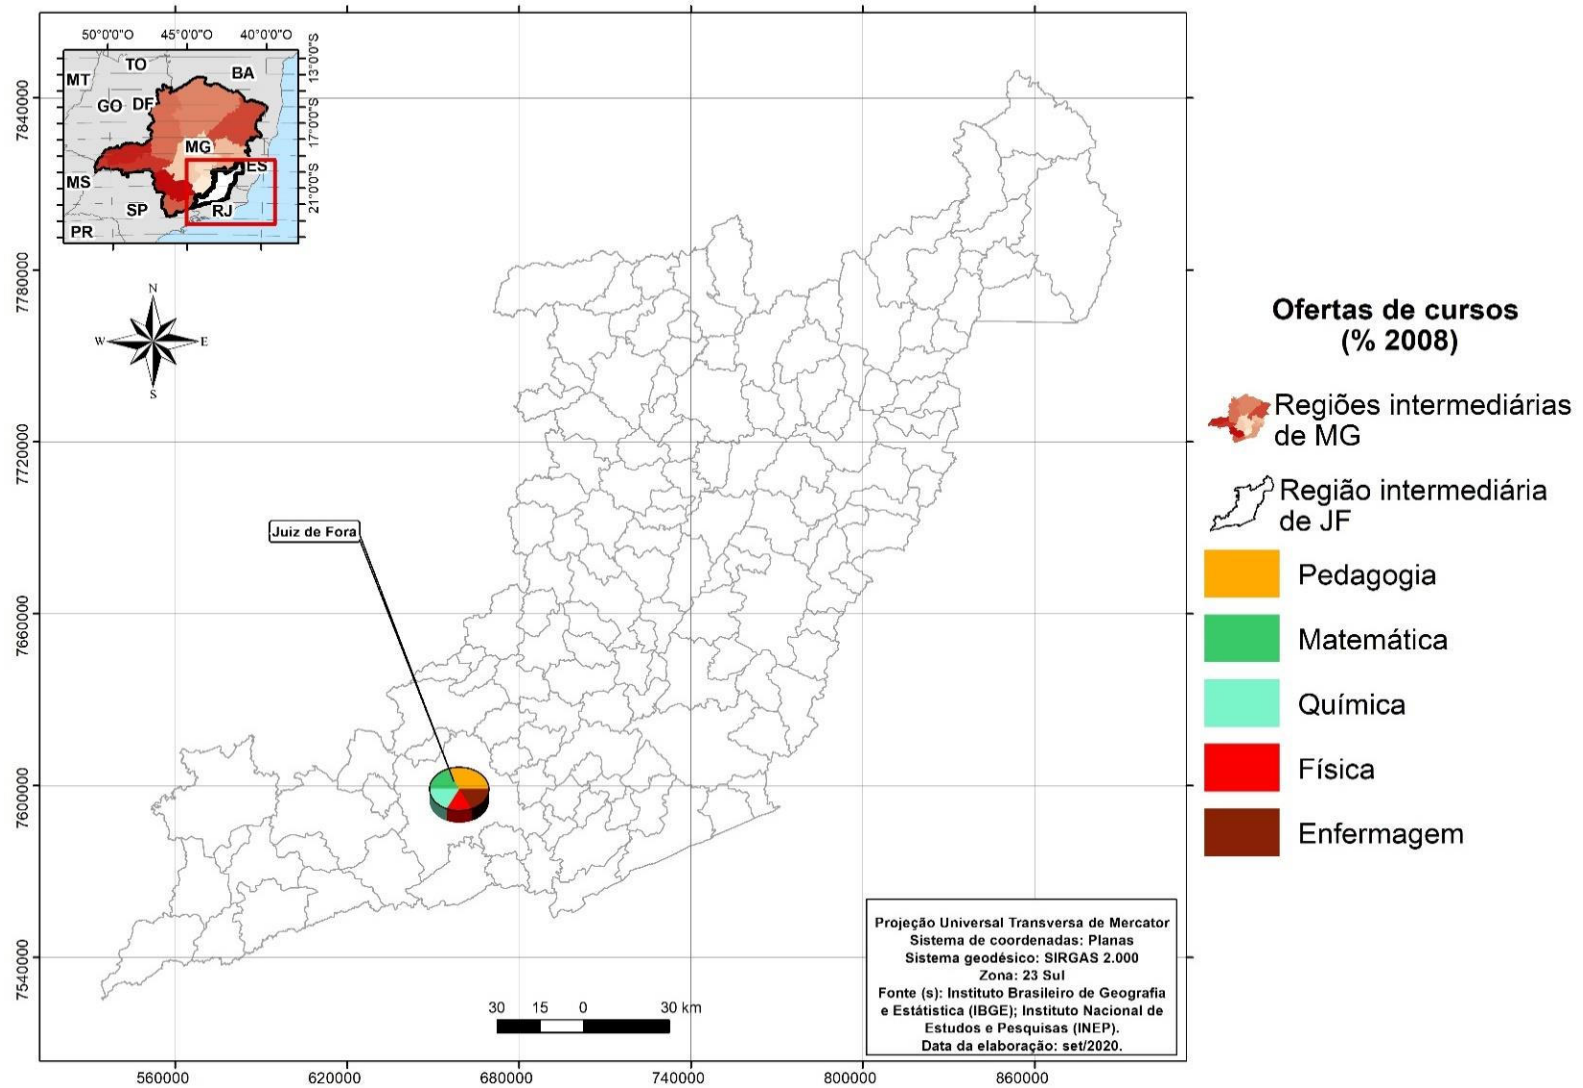 50°0'0"O 45°0'0"O 40°0'0"O
TO
BA
MT
GO DF
MG
ES
MS
SP
RJ
PR
13°0'0"S
17°0'0"S
21°0'0"S
N
W
E
S
7840000
7780000
7720000
7660000
7600000
7540000
560000 620000 680000 740000 800000 860000
Juiz de Fora
30 15 0 30 km
Projeção Universal Transversa de Mercator
Sistema de coordenadas: Planas
Sistema geodésico: SIRGAS 2.000
Zona: 23 Sul
Fonte (s): Instituto Brasileiro de Geografia
e Estátistica (IBGE); Instituto Nacional de
Estudos e Pesquisas (INEP).
Data da elaboração: set/2020.
Ofertas de cursos
(% 2008)
Regiões intermediárias
de MG
Região intermediária
de JF
Pedagogia
Matemática
Química
Física
Enfermagem